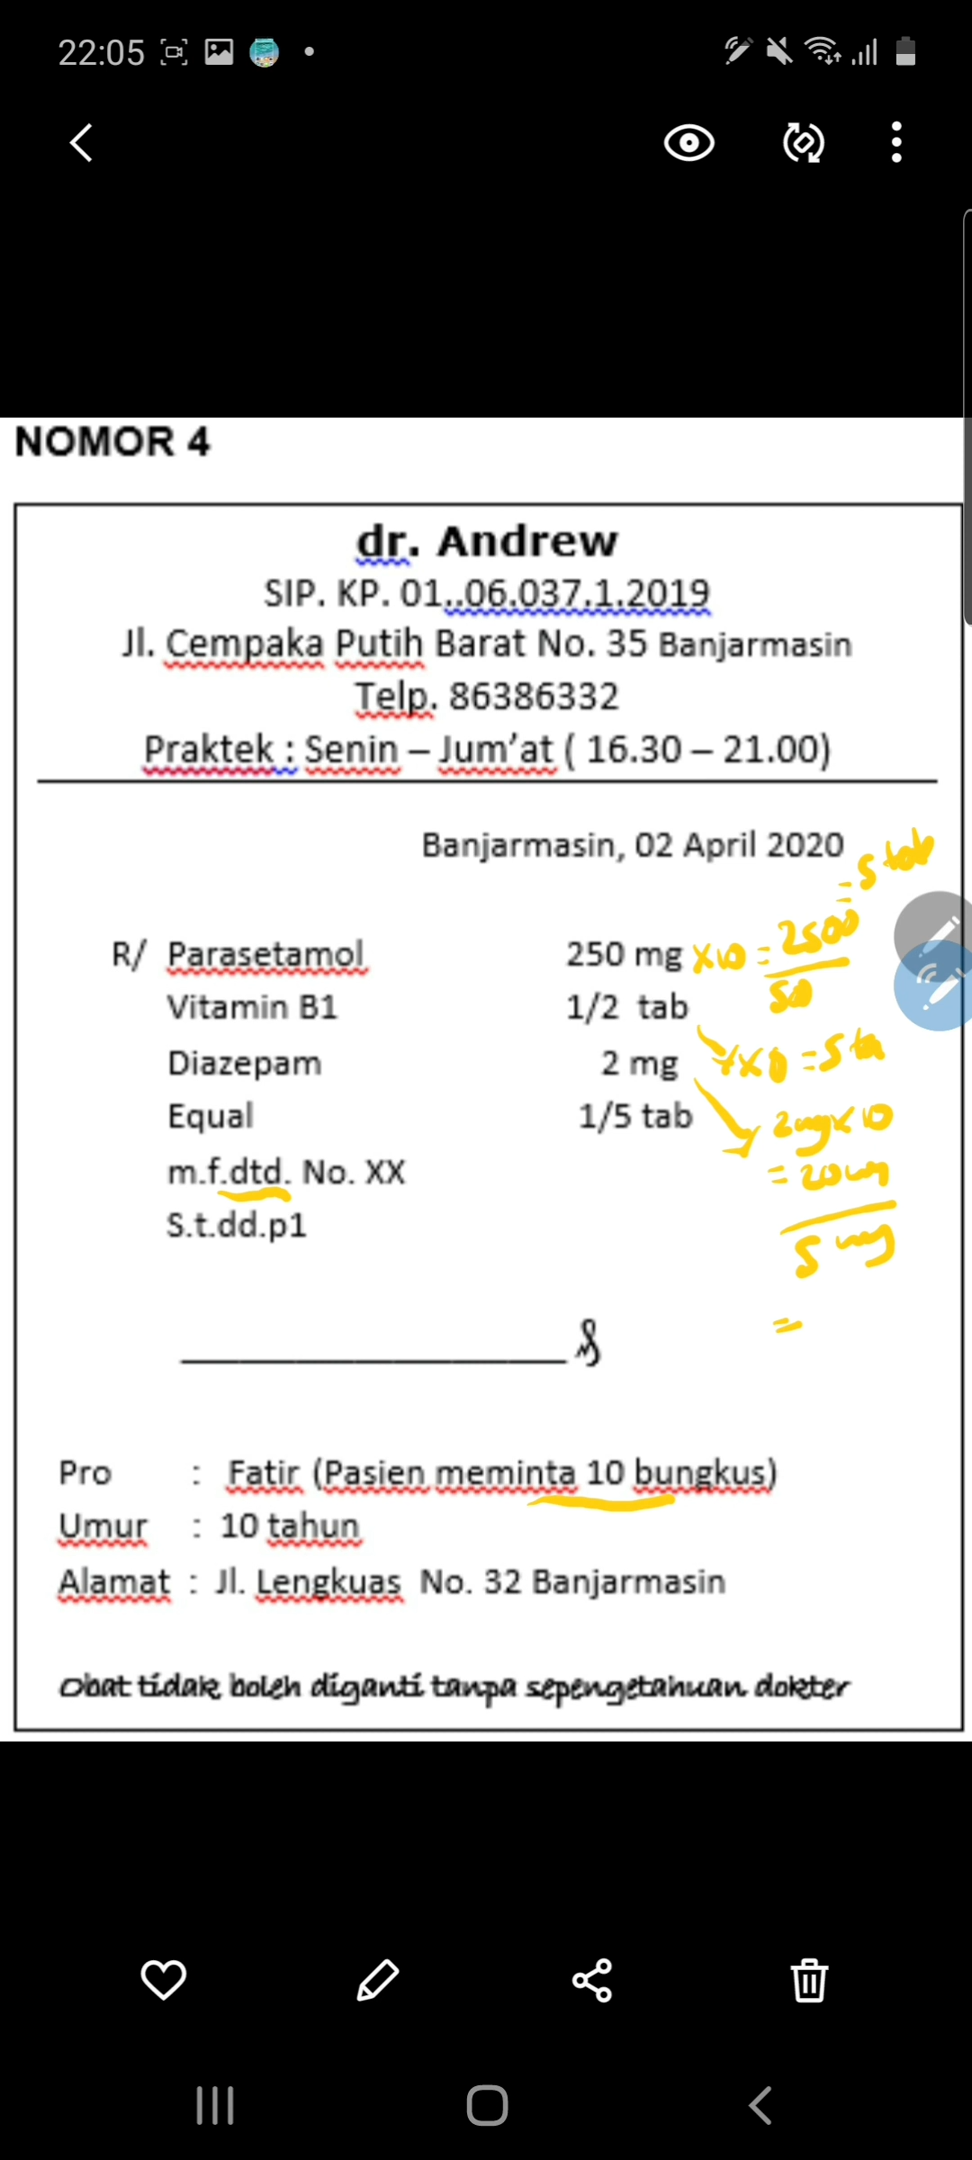 22:05
NOMOR 4
dr. Andrew
SIP. KP. 01..06.037.1.2019
Jl. Cempaka Putih Barat No. 35 Banjarmasin
Telp. 86386332
Praktek : Senin – Jum'at ( 16.30 – 21.00)
Banjarmasin, 02 April 2020
= 5 tab
R/ Parasetamol 250 mg x10 = 2500
50
Vitamin B1 1/2 tab
x10 = 5 ta
Diazepam 2 mg
Equal 1/5 tab
2mg x 10
= 20 mg
5 mg
=
m.f.dtd. No. XX
S.t.dd.p1
Pro : Fatir (Pasien meminta 10 bungkus)
Umur : 10 tahun
Alamat : Jl. Lengkuas No. 32 Banjarmasin
Obat tidak boleh diganti tanpa sepengetahuan dokter